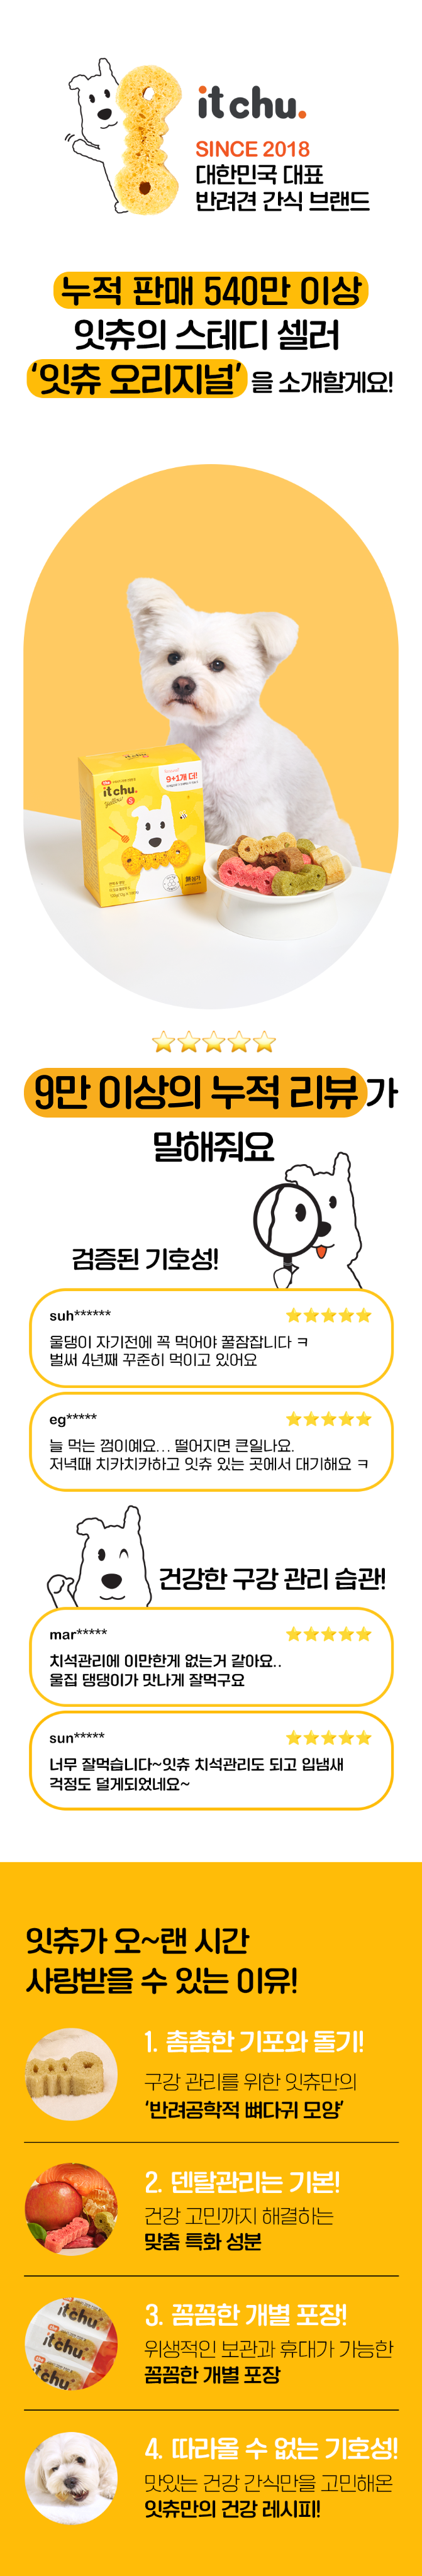 it chu.
SINCE 2018
대한민국 대표
반려견 간식 브랜드
누적 판매 540만 이상
잇츄의 스테디 셀러
‘잇츄 오리지널’ 을 소개할게요!
9+1개 더!
it chu.
9만 이상의 누적 리뷰가
말해줘요
검증된 기호성!
suh******
울댕이 자기전에 꼭 먹어야 꿀잠잡니다 ㅋ
벌써 4년째 꾸준히 먹이고 있어요
eg*****
늘 먹는 껌이예요... 떨어지면 큰일나요.
저녁때 치카치카하고 잇츄 있는 곳에서 대기해요 ㅋ
건강한 구강 관리 습관!
mar*****
치석관리에 이만한게 없는거 같아요..
울집 댕댕이가 맛나게 잘먹구요
sun*****
너무 잘먹습니다~잇츄 치석관리도 되고 입냄새
걱정도 덜게되었네요~
잇츄가 오~랜 시간
사랑받을 수 있는 이유!
1. 촘촘한 기포와 돌기!
구강 관리를 위한 잇츄만의
‘반려공학적 뼈다귀 모양’
2. 덴탈관리는 기본!
건강 고민까지 해결하는
맞춤 특화 성분
3. 꼼꼼한 개별 포장!
위생적인 보관과 휴대가 가능한
꼼꼼한 개별 포장
it chu.
it chu.
it chu.
4. 따라올 수 없는 기호성!
맛있는 건강 간식만을 고민해온
잇츄만의 건강 레시피!